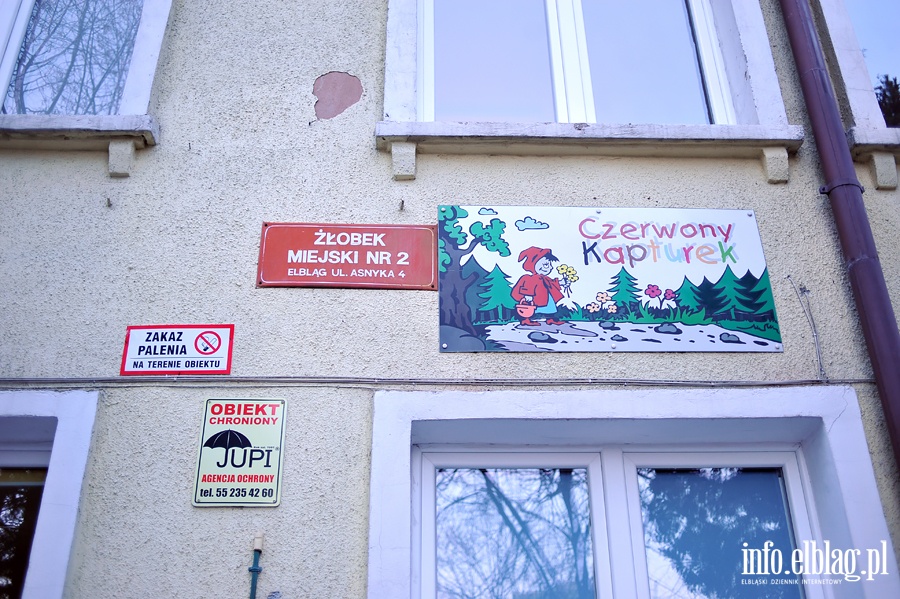 ŻŁOBEK
MIEJSKI NR 2
ELBLĄG UL. ASNYKA 4
Czerwony
Kapturek
ZAKAZ
PALENIA
NA TERENIE OBIEKTU
OBIEKT
CHRONIONY
JUPI
AGENCJA OCHRONY
tel. 55 235 42 60
info.elblag.pl
ELBLĄSKI DZIENNIK INTERNETOWY